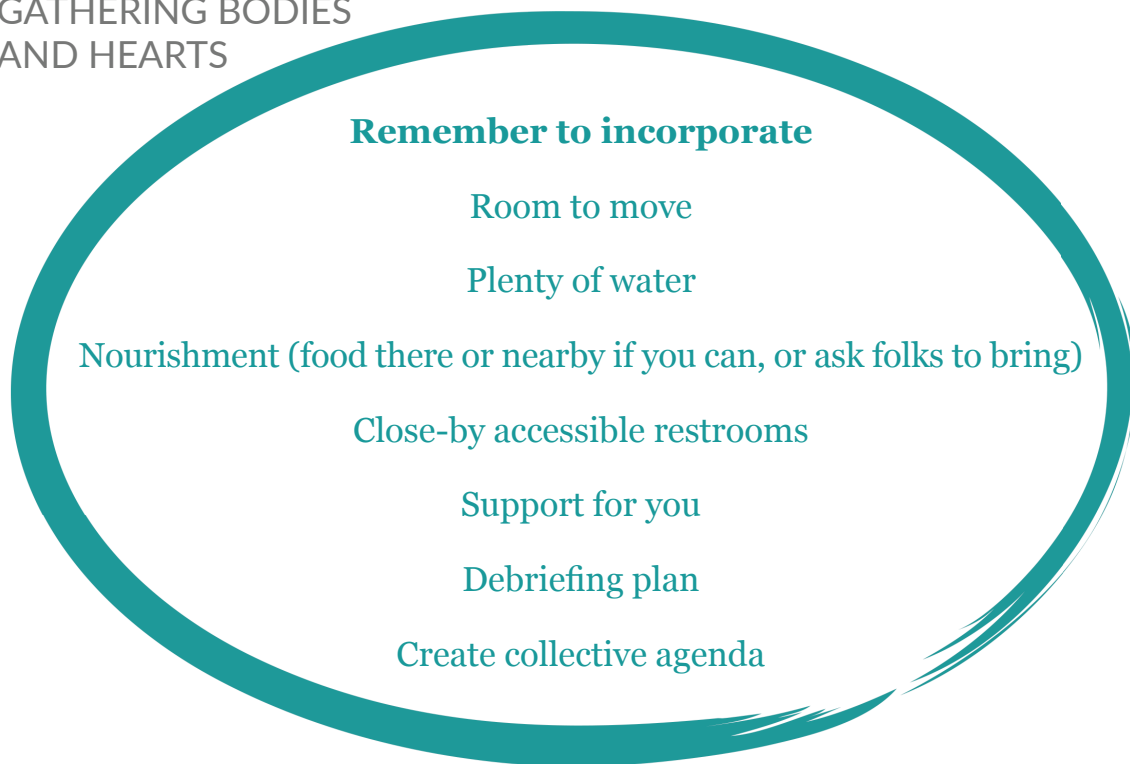 GATHERING BODIES
AND HEARTS
Remember to incorporate
Room to move
Plenty of water
Nourishment (food there or nearby if you can, or ask folks to bring)
Close-by accessible restrooms
Support for you
Debriefing plan
Create collective agenda